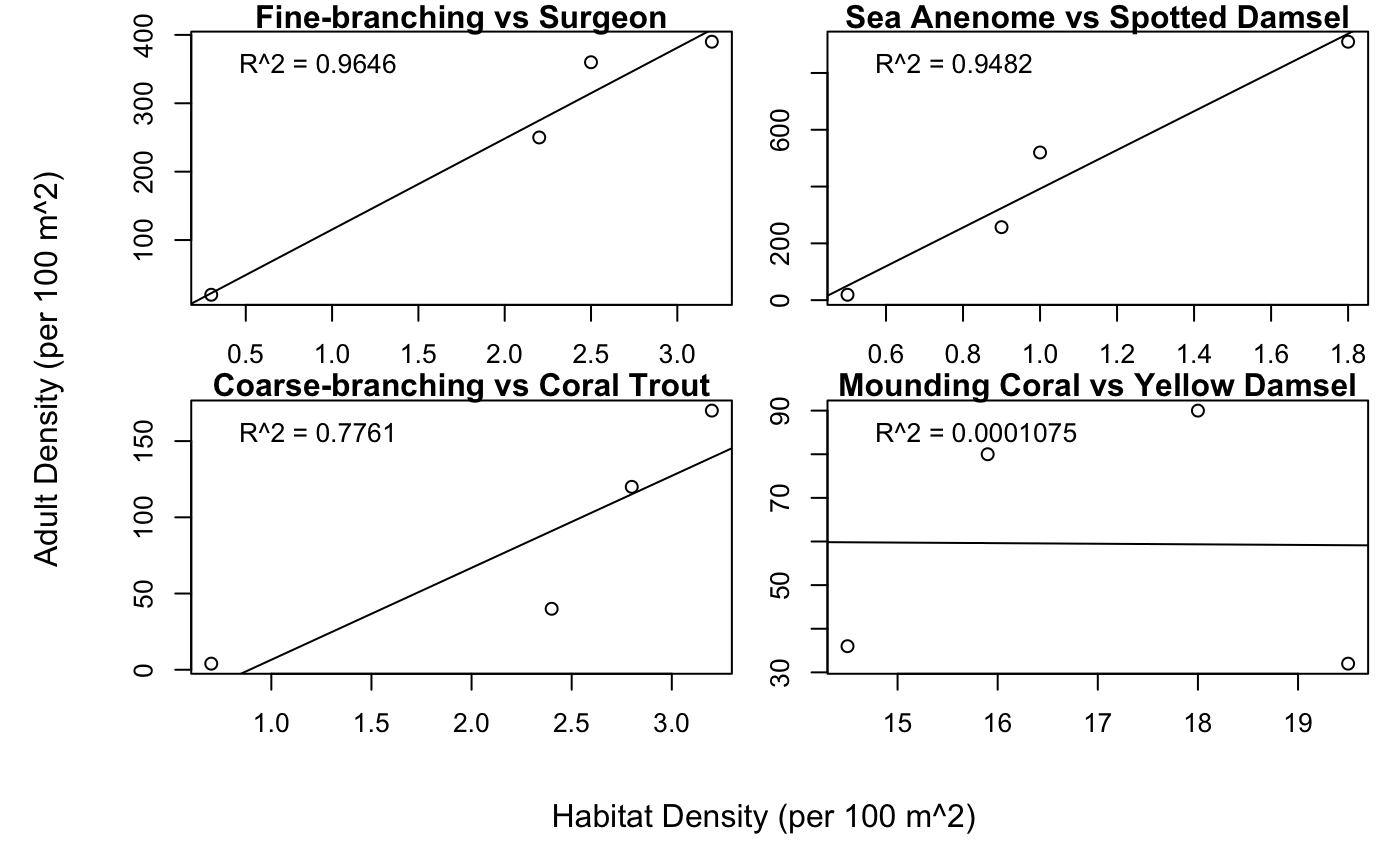 Fine-branching vs Surgeon
R^2 = 0.9646
400
300
200
100
0.5 1.0 1.5 2.0 2.5 3.0
Sea Anenome vs Spotted Damsel
R^2 = 0.9482
600
200
0
0.6 0.8 1.0 1.2 1.4 1.6 1.8
Coarse-branching vs Coral Trout
R^2 = 0.7761
150
100
50
0
1.0 1.5 2.0 2.5 3.0
Mounding Coral vs Yellow Damsel
R^2 = 0.0001075
90
70
50
30
15 16 17 18 19
Adult Density (per 100 m^2)
Habitat Density (per 100 m^2)